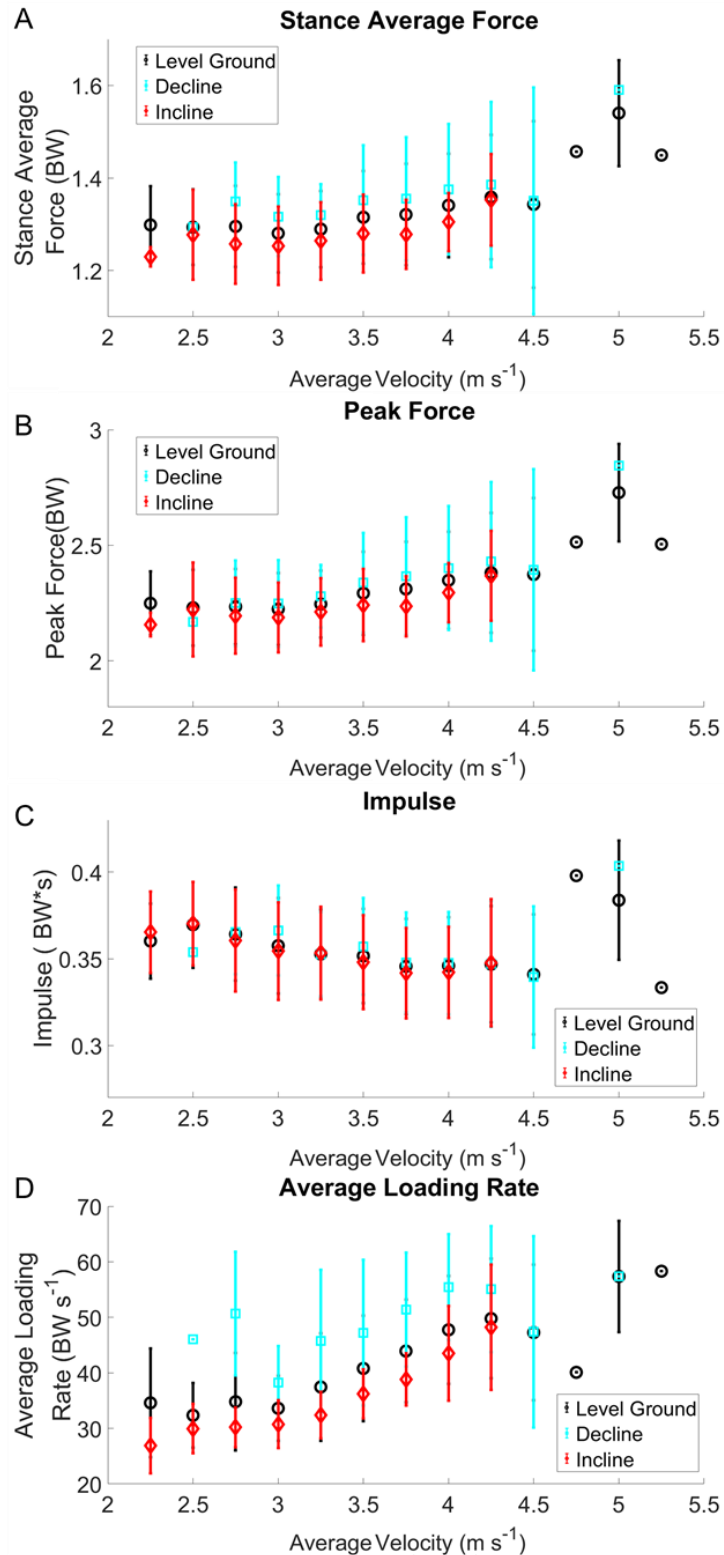 A
Stance Average Force
Level Ground
Decline
Incline
Stance Average
Force (BW)
1.6
1.4
1.2
2 2.5 3 3.5 4 4.5 5 5.5
Average Velocity (m s⁻¹)
B
Peak Force
Level Ground
Decline
Incline
Peak Force(BW)
3
2.5
2
2 2.5 3 3.5 4 4.5 5 5.5
Average Velocity (m s⁻¹)
C
Impulse
Impulse ( BW*s)
0.4
0.35
0.3
Level Ground
Decline
Incline
2 2.5 3 3.5 4 4.5 5 5.5
Average Velocity (m s⁻¹)
D
Average Loading Rate
Average Loading
Rate (BW s⁻¹)
70
60
50
40
30
20
Level Ground
Decline
Incline
2 2.5 3 3.5 4 4.5 5 5.5
Average Velocity (m s⁻¹)